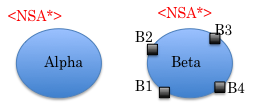 <NSA*>
<NSA*>
B3
B2
Alpha
Beta
B1
B4